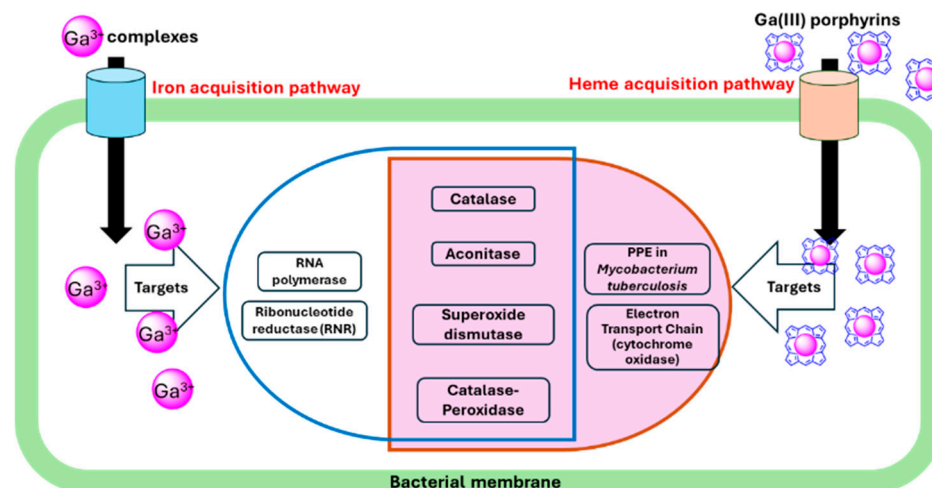 Ga³⁺ complexes
Ga(III) porphyrins
Iron acquisition pathway
Heme acquisition pathway
Catalase
Aconitase
Superoxide
dismutase
Catalase-
Peroxidase
RNA
polymerase
Ribonucleotide
reductase (RNR)
PPE in
Mycobacterium
tuberculosis
Electron
Transport Chain
(cytochrome
oxidase)
Ga³⁺
Ga³⁺
Ga³⁺
Ga³⁺
Targets
Targets
Bacterial membrane